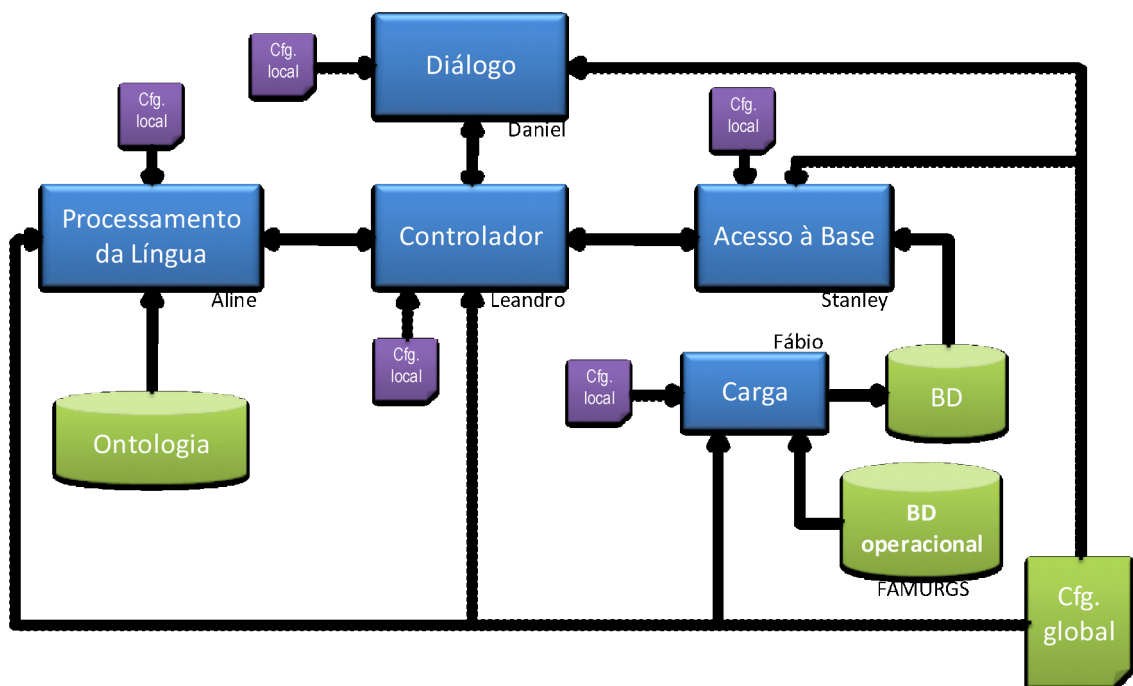 Cfg.
local
Diálogo
Daniel
Cfg.
local
Cfg.
local
Processamento
da Língua
Aline
Controlador
Leandro
Acesso à Base
Stanley
Cfg.
local
Fábio
Cfg.
local
Carga
BD
Ontologia
BD
operacional
FAMURGS
Cfg.
global